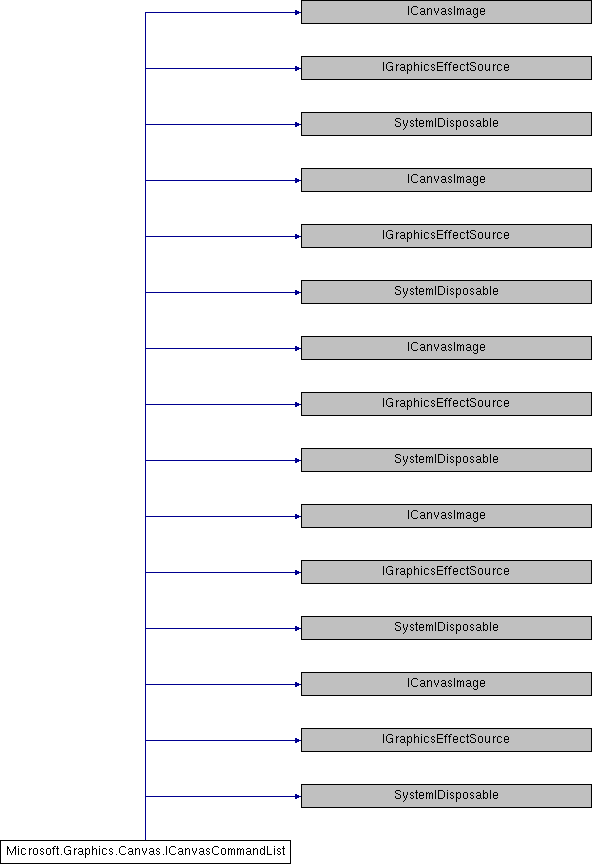 ICanvasImage
IGraphicsEffectSource
SystemIDisposable
ICanvasImage
IGraphicsEffectSource
SystemIDisposable
ICanvasImage
IGraphicsEffectSource
SystemIDisposable
ICanvasImage
IGraphicsEffectSource
SystemIDisposable
ICanvasImage
IGraphicsEffectSource
SystemIDisposable
Microsoft.Graphics.Canvas.ICanvasCommandList